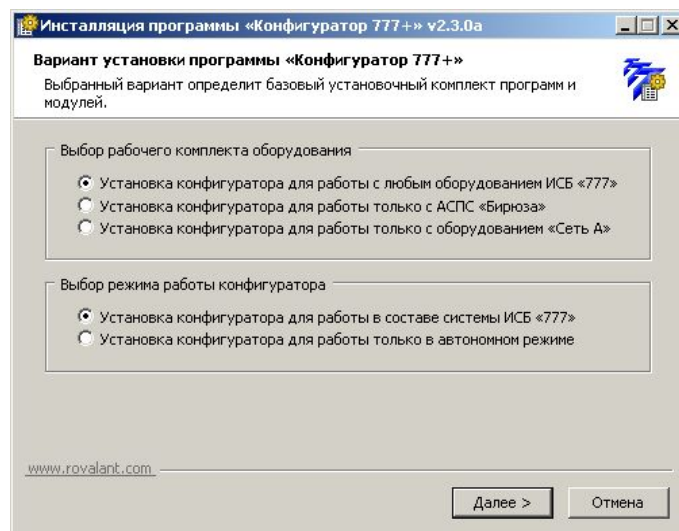 Инсталляция программы «Конфигуратор 777+» v2.3.0a
Вариант установки программы «Конфигуратор 777+»
Выбранный вариант определит базовый установочный комплект программ и
модулей.
Выбор рабочего комплекта оборудования
Установка конфигуратора для работы с любым оборудованием ИСБ «777»
Установка конфигуратора для работы только с АСПС «Бирюза»
Установка конфигуратора для работы только с оборудованием «Сеть А»
Выбор режима работы конфигуратора
Установка конфигуратора для работы в составе системы ИСБ «777»
Установка конфигуратора для работы только в автономном режиме
www.rovalant.com
Далее >
Отмена